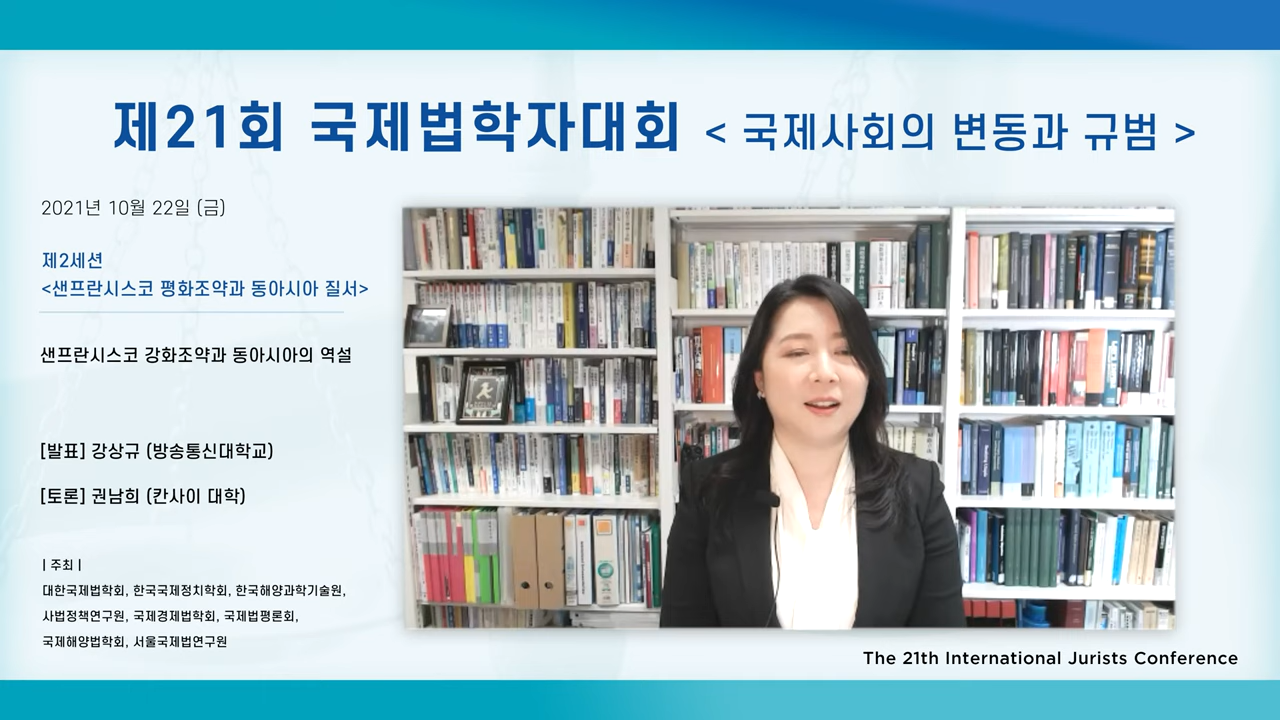 제21회 국제법학자대회 < 국제사회의 변동과 규범 >
2021년 10월 22일 (금)
제2세션
<샌프란시스코 평화조약과 동아시아 질서>
샌프란시스코 강화조약과 동아시아의 역설
[발표] 강상규 (방송통신대학교)
[토론] 권남희 (칸사이 대학)
| 주최 |
대한국제법학회, 한국국제정치학회, 한국해양과학기술원,
사법정책연구원, 국제경제법학회, 국제법평론회,
국제해양법학회, 서울국제법연구원
The 21th International Jurists Conference